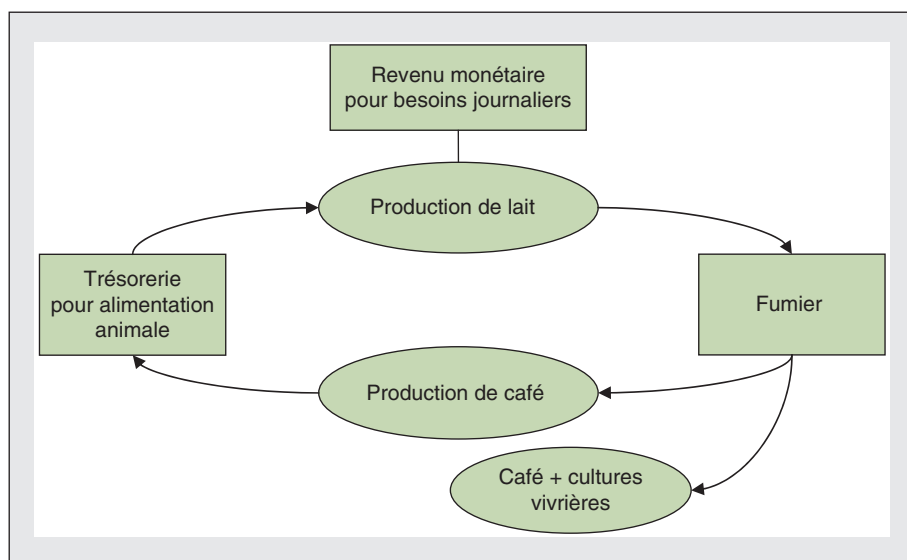 Revenu monétaire
pour besoins journaliers
Production de lait
Trésorerie
pour alimentation
animale
Fumier
Production de café
Café + cultures
vivrières